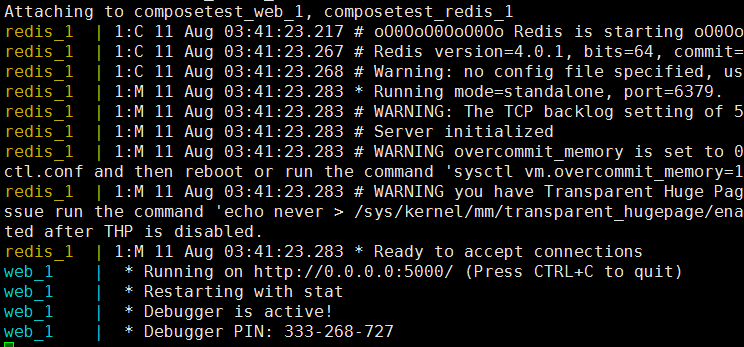 Attaching to composetest_web_1, composetest_redis_1
redis_1  | 1:C 11 Aug 03:41:23.217 # oO0OoO0OoO0Oo Redis is starting oO0Oo
redis_1  | 1:C 11 Aug 03:41:23.267 # Redis version=4.0.1, bits=64, commit=
redis_1  | 1:C 11 Aug 03:41:23.268 # Warning: no config file specified, us
redis_1  | 1:M 11 Aug 03:41:23.283 * Running mode=standalone, port=6379.
redis_1  | 1:M 11 Aug 03:41:23.283 # WARNING: The TCP backlog setting of 5
redis_1  | 1:M 11 Aug 03:41:23.283 # Server initialized
redis_1  | 1:M 11 Aug 03:41:23.283 # WARNING overcommit_memory is set to 0
ctl.conf and then reboot or run the command 'sysctl vm.overcommit_memory=1
redis_1  | 1:M 11 Aug 03:41:23.283 # WARNING you have Transparent Huge Pag
ssue run the command 'echo never > /sys/kernel/mm/transparent_hugepage/ena
ted after THP is disabled.
redis_1  | 1:M 11 Aug 03:41:23.283 * Ready to accept connections
web_1    |  * Running on http://0.0.0.0:5000/ (Press CTRL+C to quit)
web_1    |  * Restarting with stat
web_1    |  * Debugger is active!
web_1    |  * Debugger PIN: 333-268-727